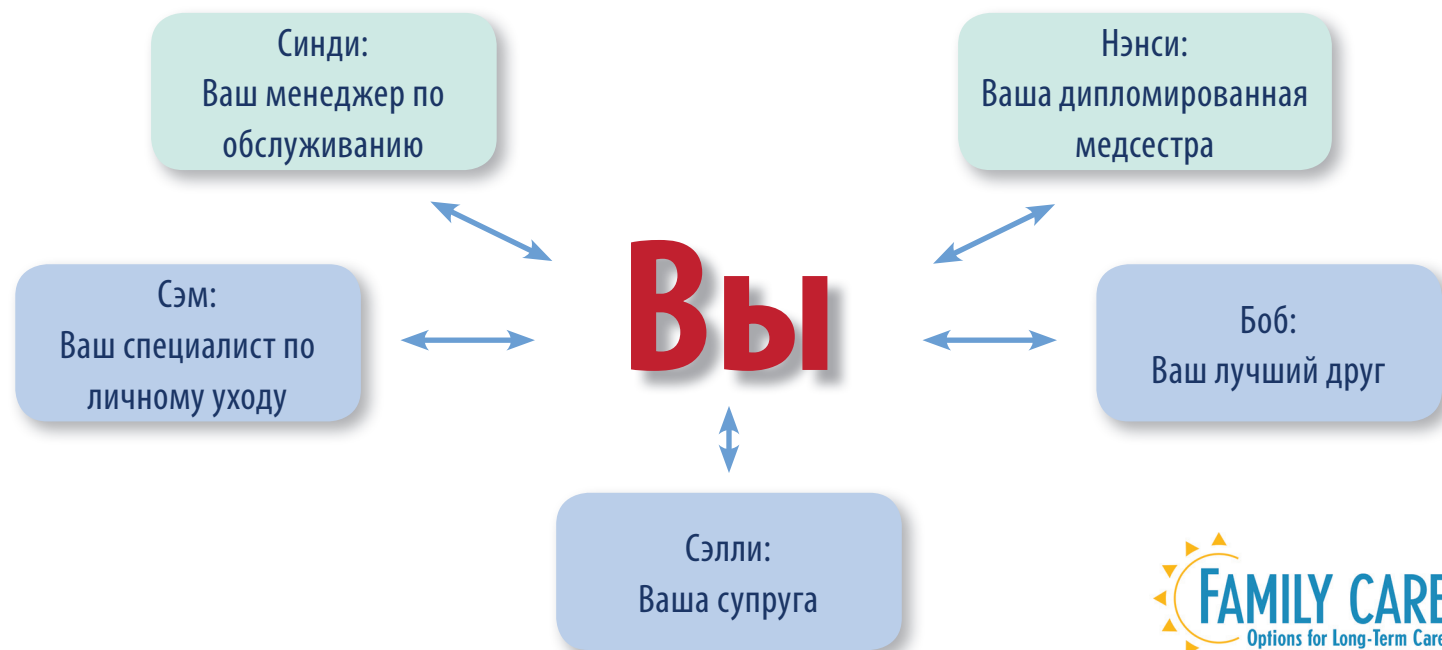 Синди:
Ваш менеджер по
обслуживанию
Нэнси:
Ваша дипломированная
медсестра
Сэм:
Ваш специалист по
личному уходу
Вы
Боб:
Ваш лучший друг
Сэлли:
Ваша супруга
FAMILY CARE
Options for Long-Term Care